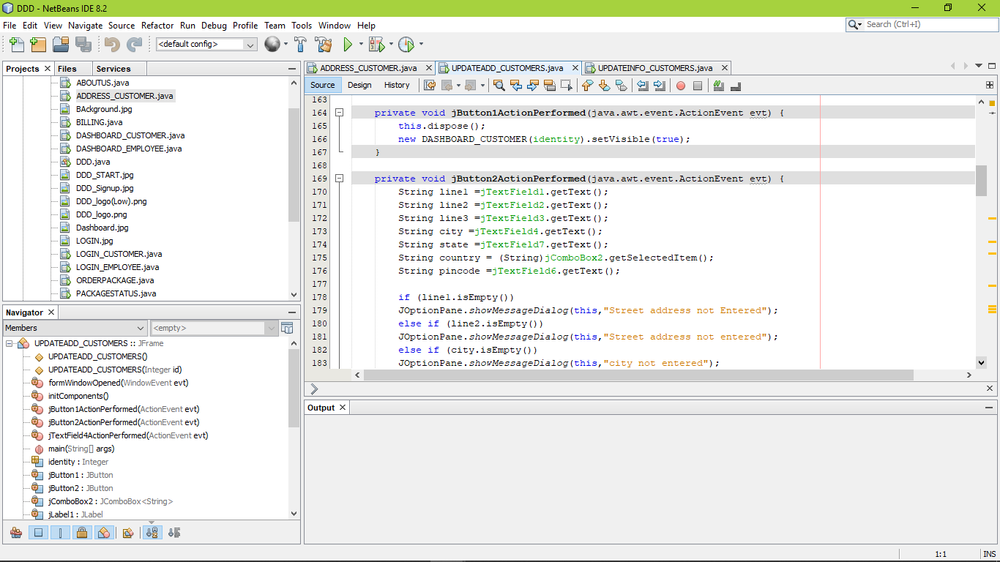 DDD - NetBeans IDE 8.2
File Edit View Navigate Source Refactor Run Debug Profile Team Tools Window Help
Search (Ctrl+I)
<default config>
Projects Files Services
ABOUTUS.java
ADDRESS_CUSTOMER.java
BAckground.jpg
BILLING.java
DASHBOARD_CUSTOMER.java
DASHBOARD_EMPLOYEE.java
DDD.java
DDD_START.jpg
DDD_Signup.jpg
DDD_logo(Low).png
DDD_logo.png
Dashboard.jpg
LOGIN.jpg
LOGIN_CUSTOMER.java
LOGIN_EMPLOYEE.java
ORDERPACKAGE.java
PACKAGESTATUS.java
Navigator
Members <empty>
UPDATEADD_CUSTOMERS :: JFrame
UPDATEADD_CUSTOMERS()
UPDATEADD_CUSTOMERS(Integer id)
formWindowOpened(WindowEvent evt)
initComponents()
jButton1ActionPerformed(ActionEvent evt)
jButton2ActionPerformed(ActionEvent evt)
jTextField4ActionPerformed(ActionEvent evt)
main(String[] args)
identity : Integer
jButton1 : JButton
jButton2 : JButton
jComboBox2 : JComboBox<String>
jLabel1 : JLabel
ADDRESS_CUSTOMER.java UPDATEADD_CUSTOMERS.java UPDATEINFO_CUSTOMERS.java
Source Design History
163
164 private void jButton1ActionPerformed(java.awt.event.ActionEvent evt) {
165 this.dispose();
166 new DASHBOARD_CUSTOMER(identity).setVisible(true);
167 }
168
169 private void jButton2ActionPerformed(java.awt.event.ActionEvent evt) {
170 String line1 =jTextField1.getText();
171 String line2 =jTextField2.getText();
172 String line3 =jTextField3.getText();
173 String city =jTextField4.getText();
174 String state =jTextField7.getText();
175 String country = (String)jComboBox2.getSelectedItem();
176 String pincode =jTextField6.getText();
177
178 if (line1.isEmpty())
179 JOptionPane.showMessageDialog(this,"Street address not Entered");
180 else if (line2.isEmpty())
181 JOptionPane.showMessageDialog(this,"Street address not entered");
182 else if (city.isEmpty())
183 JOptionPane.showMessageDialog(this,"city not entered");
Output
1:1 INS